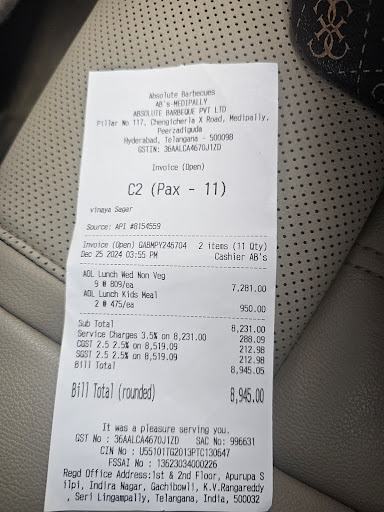 Absolute Barbecues
AB's-MEDIPALLY
ABSOLUTE BARBEQUE PVT LTD
Pillar No 117, Chengicherla X Road, Medipally,
Peerzadiguda
Hyderabad, Telangana - 500098
GSTIN: 36AALCA4670J1ZD
Invoice (Open)
C2 (Pax - 11)
vinaya Sagar
Source: API #8154559
Invoice (Open) GABMPY246704 2 items (11 Qty)
Dec 25 2024 03:55 PM Cashier AB's
ADL Lunch Wed Non Veg
9 @ 809/ea 7,281.00
ADL Lunch Kids Meal
2 @ 475/ea 950.00
Sub Total 8,231.00
Service Charges 3.5% on 8,231.00 288.09
CGST 2.5 2.5% on 8,519.09 212.98
SGST 2.5 2.5% on 8,519.09 212.98
Bill Total 8,945.05
Bill Total (rounded) 8,945.00
It was a pleasure serving you.
GST No : 36AALCA4670J1ZD SAC No: 996631
CIN No : U55101TG2013PTC130647
FSSAI No : 13623034000226
Regd Office Address:1st & 2nd Floor, Apurupa S
ilpi, Indira Nagar, Gachibowli, K.V.Rangareddy
, Seri Lingampally, Telangana, India, 500032